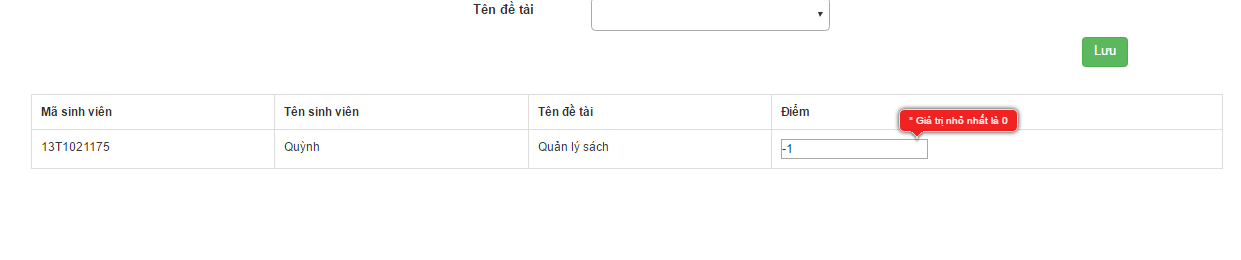 Tên đề tài
Lưu
Mã sinh viên Tên sinh viên Tên đề tài Điểm
* Giá trị nhỏ nhất là 0
13T1021175 Quỳnh Quản lý sách -1